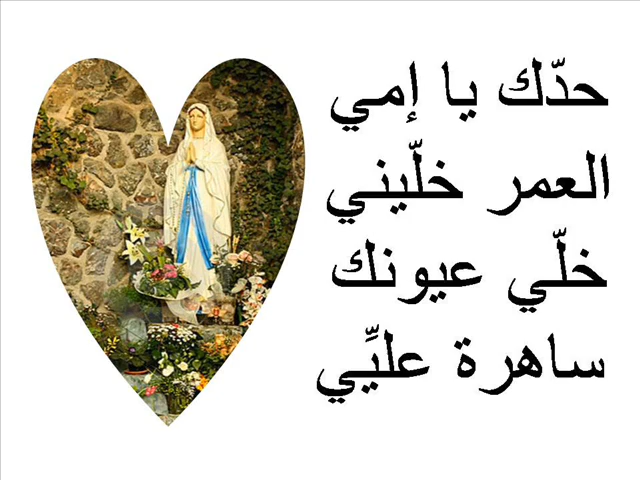 حدّك يا إمي
العمر خلّيني
خلّي عيونك
ساهرة عليِّي